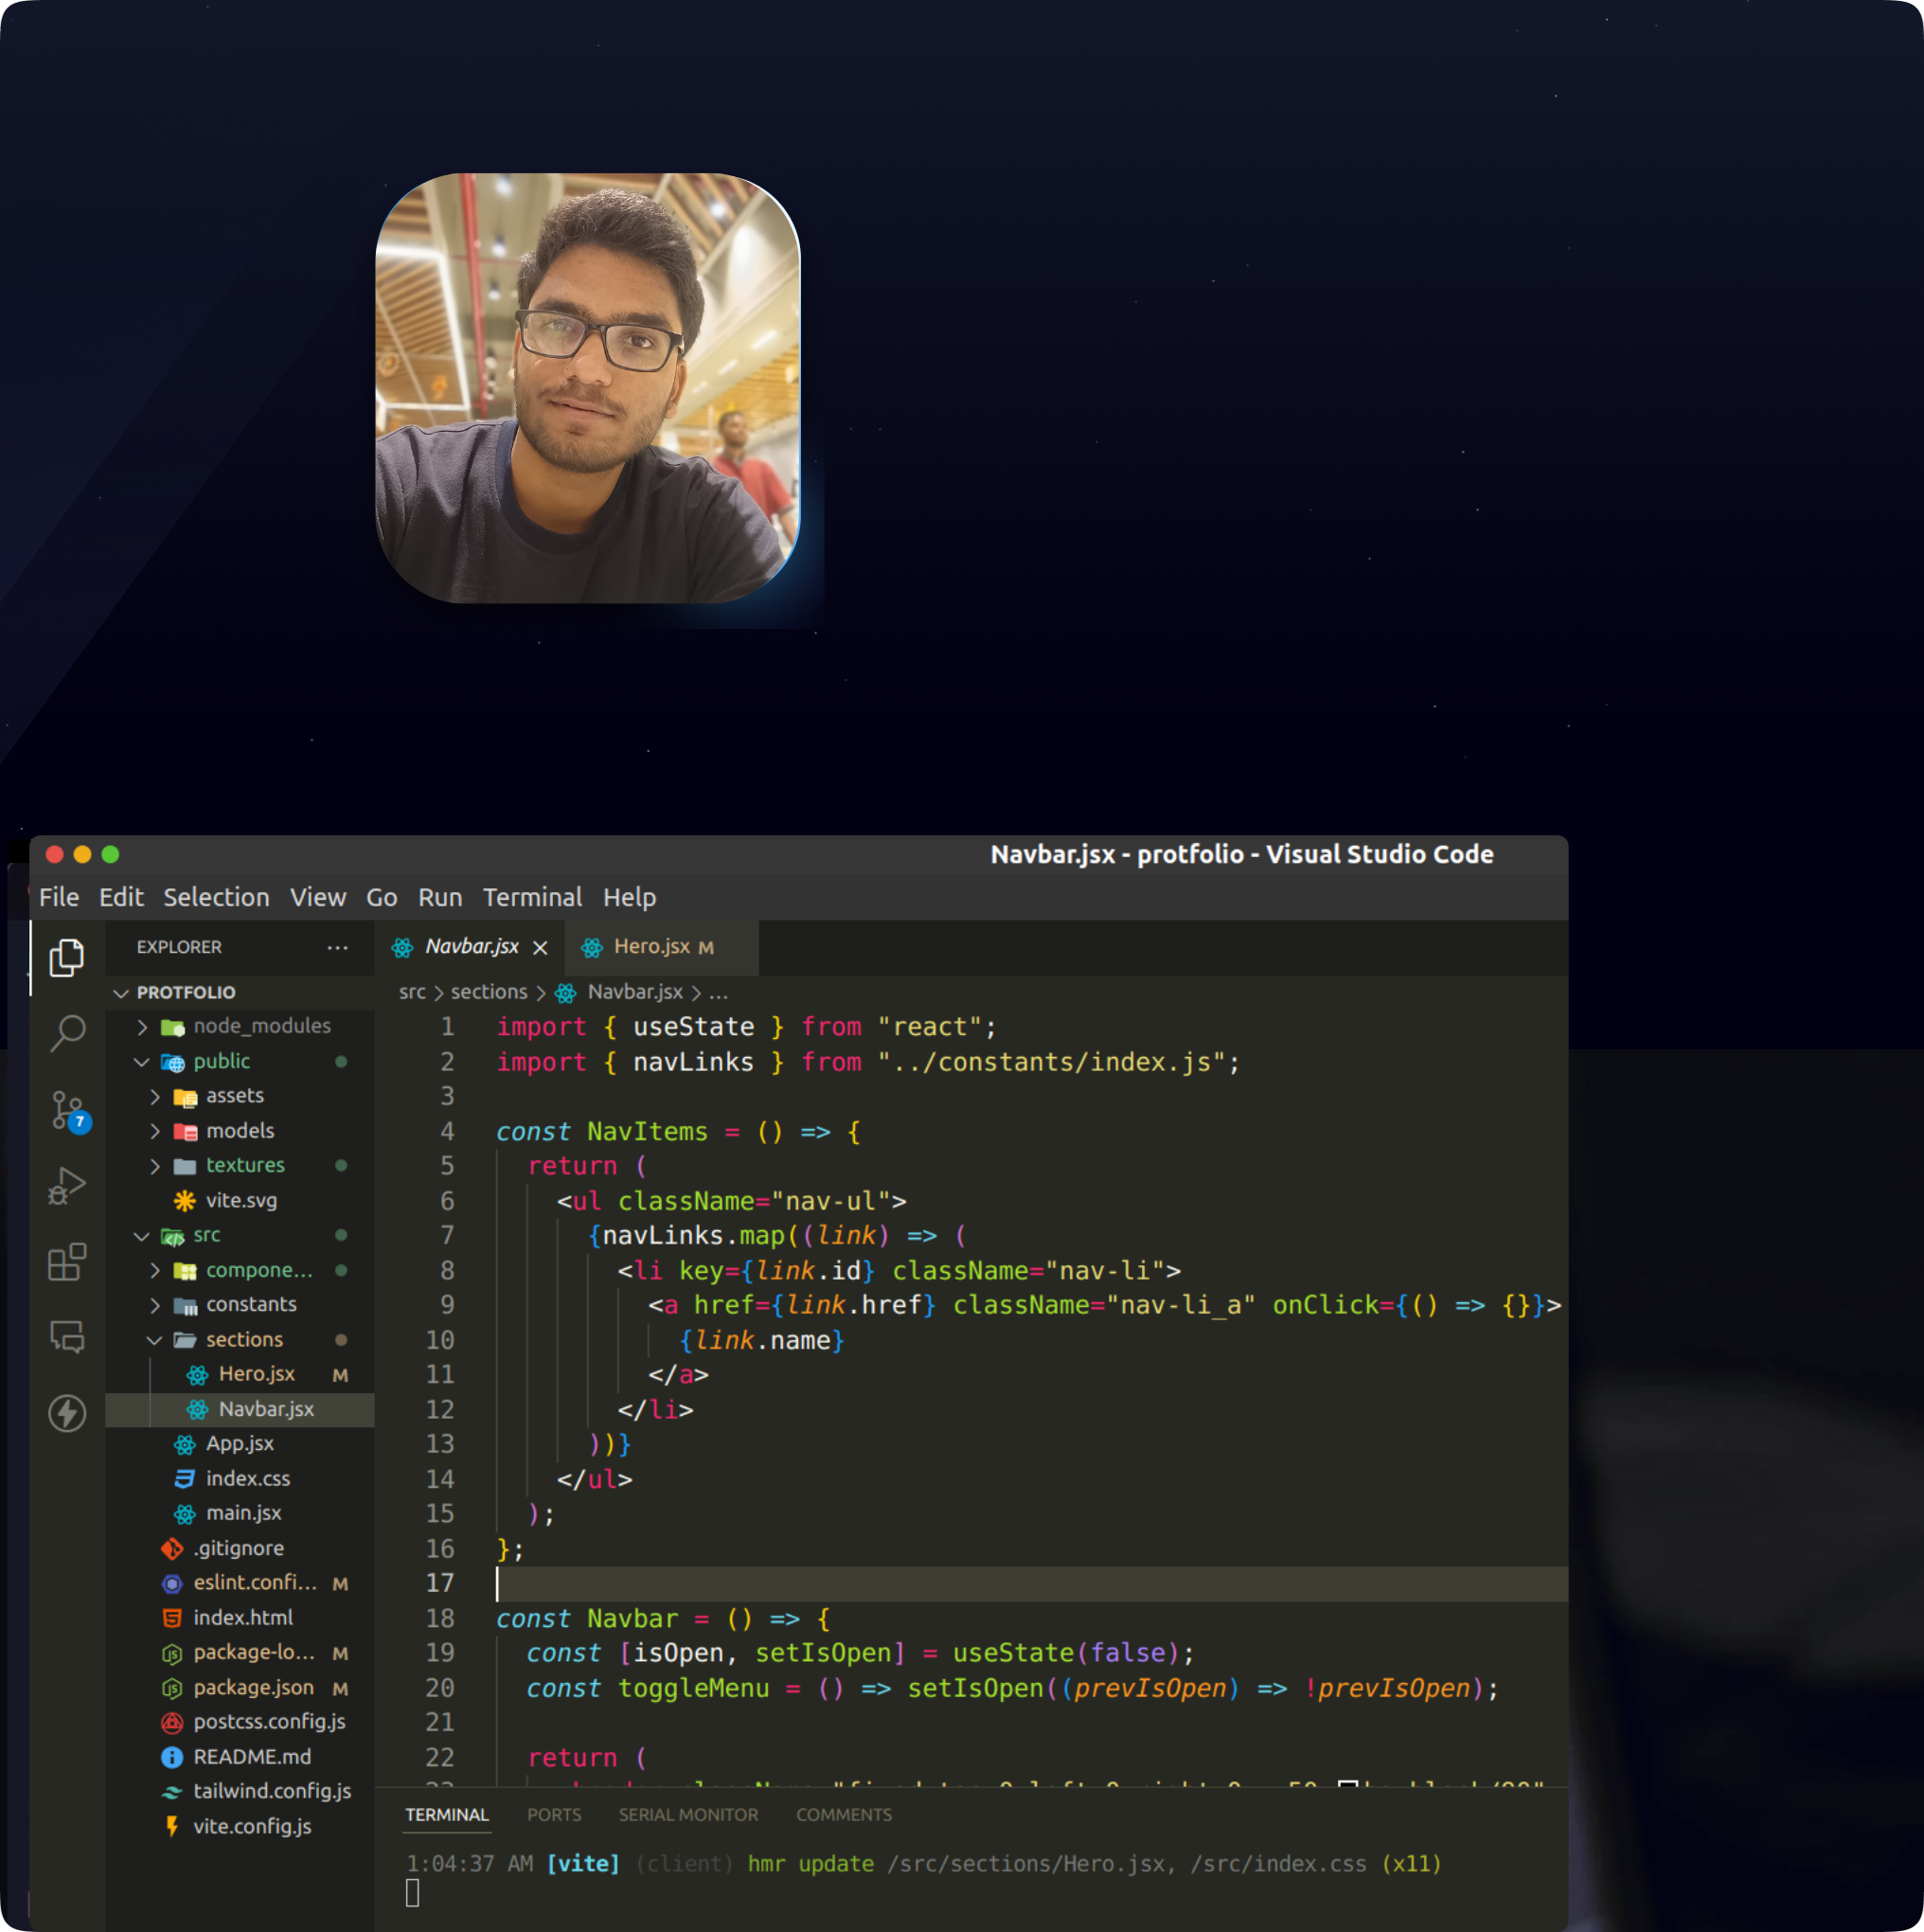 Navbar.jsx - protfolio - Visual Studio Code
File Edit Selection View Go Run Terminal Help
EXPLORER
PROTFOLIO
node_modules
public
assets
models
textures
vite.svg
src
compone...
constants
sections
Hero.jsx M
Navbar.jsx
App.jsx
index.css
main.jsx
.gitignore
eslint.confi... M
index.html
package-lo... M
package.json M
postcss.config.js
README.md
tailwind.config.js
vite.config.js
7
Navbar.jsx Hero.jsx M
src > sections > Navbar.jsx > ...
1 import { useState } from "react";
2 import { navLinks } from "../constants/index.js";
3
4 const NavItems = () => {
5 return (
6 <ul className="nav-ul">
7 {navLinks.map((link) => (
8 <li key={link.id} className="nav-li">
9 <a href={link.href} className="nav-li_a" onClick={() => {}}>
10 {link.name}
11 </a>
12 </li>
13 ))}
14 </ul>
15 );
16 };
17
18 const Navbar = () => {
19 const [isOpen, setIsOpen] = useState(false);
20 const toggleMenu = () => setIsOpen((prevIsOpen) => !prevIsOpen);
21
22 return (
TERMINAL PORTS SERIAL MONITOR COMMENTS
1:04:37 AM [vite] (client) hmr update /src/sections/Hero.jsx, /src/index.css (x11)